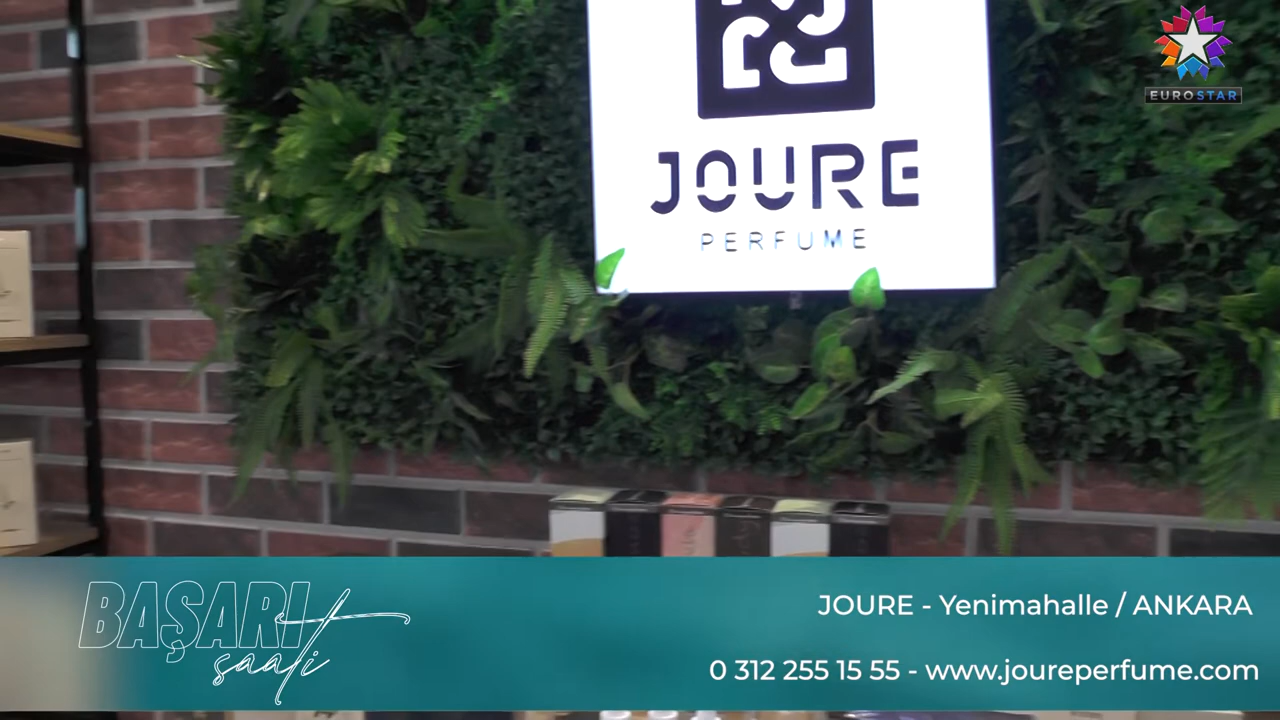 EUROSTAR
JOURE
PERFUME
BAŞARI
saati
JOURE - Yenimahalle / ANKARA
0 312 255 15 55 - www.joureperfume.com